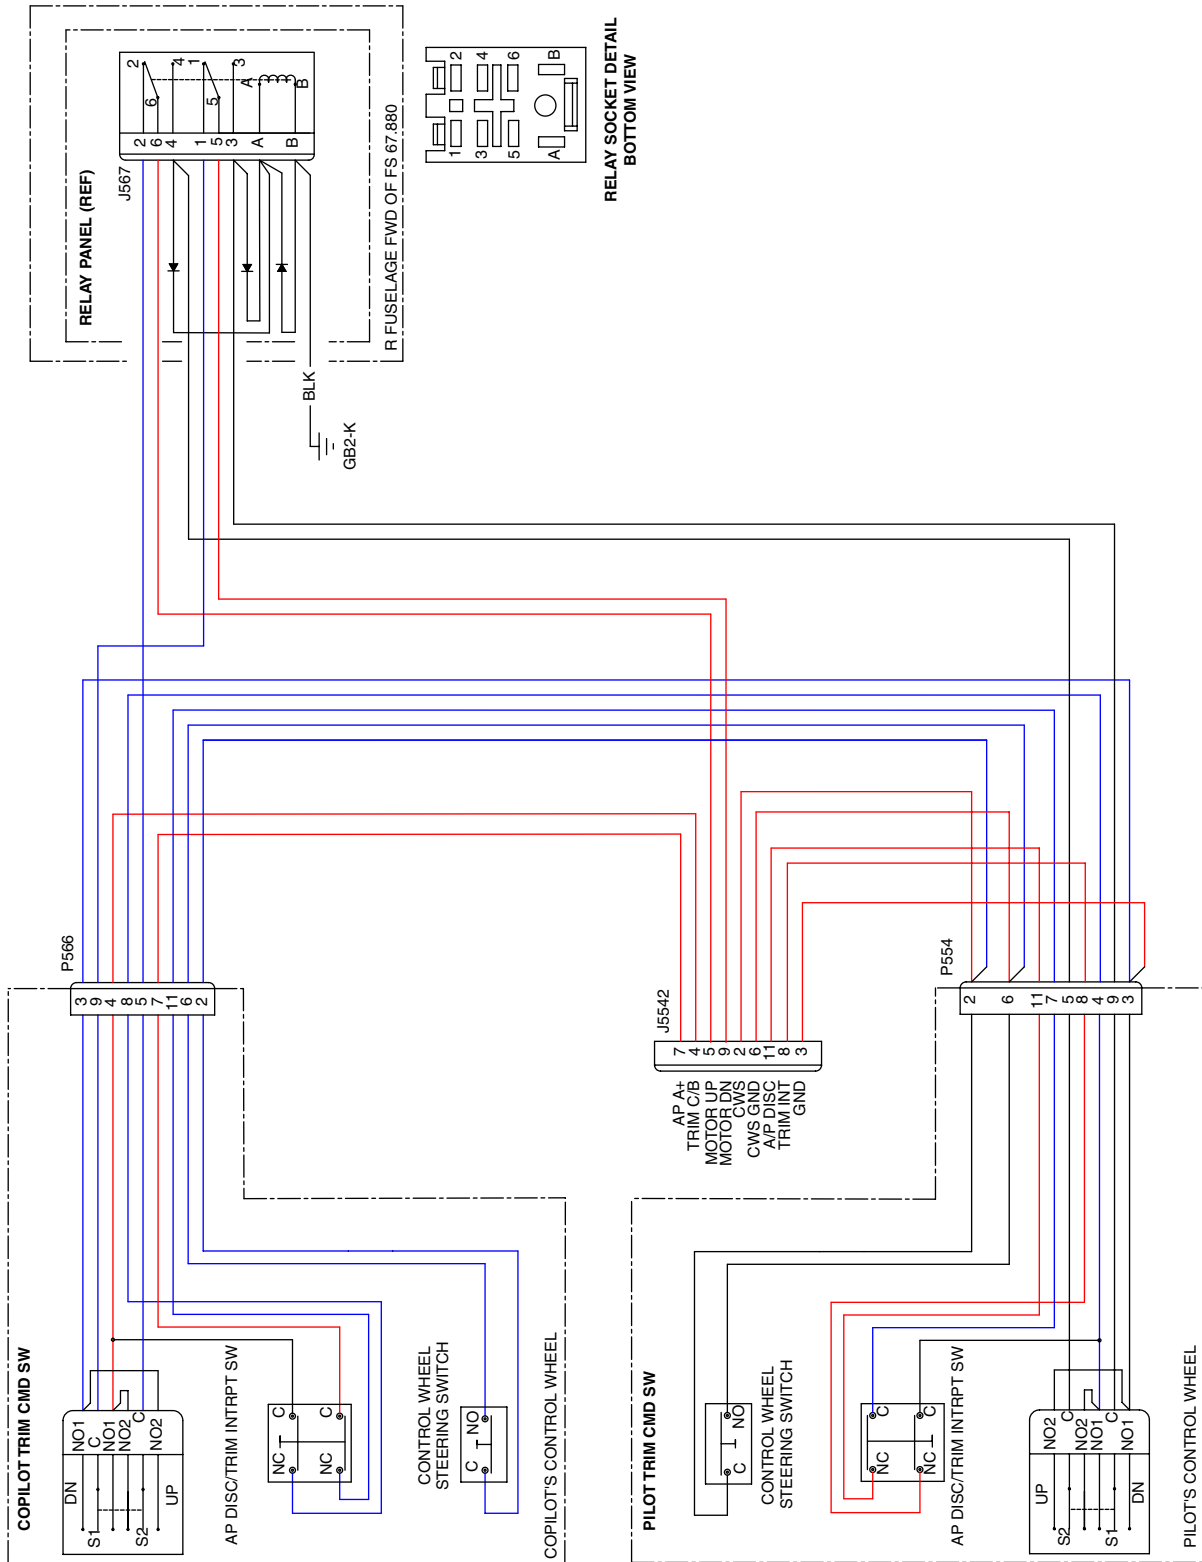 RELAY PANEL (REF)
J567
2
6
4
1
5
3
A
B
2
6
4
1
5
3
A
B
R FUSELAGE FWD OF FS 67.880
BLK
GB2-K
1
2
3
4
5
6
A
B
RELAY SOCKET DETAIL
BOTTOM VIEW
P566
3
9
4
8
5
7
11
6
2
COPILOT TRIM CMD SW
NO1
C
NO1
NO2
C
NO2
DN
UP
S1
S2
AP DISC/TRIM INTRPT SW
NC
C
NC
C
CONTROL WHEEL
STEERING SWITCH
C
NO
COPILOT'S CONTROL WHEEL
J5542
AP A+ 7
TRIM C/B 4
MOTOR UP 5
MOTOR DN 9
CWS 2
CWS GND 6
A/P DISC 11
TRIM INT 8
GND 3
P554
2
6
11
7
5
8
4
9
3
PILOT TRIM CMD SW
C
NO
CONTROL WHEEL
STEERING SWITCH
NC
C
NC
C
AP DISC/TRIM INTRPT SW
NO2
C
NO2
NO1
C
NO1
UP
DN
S2
S1
PILOT'S CONTROL WHEEL